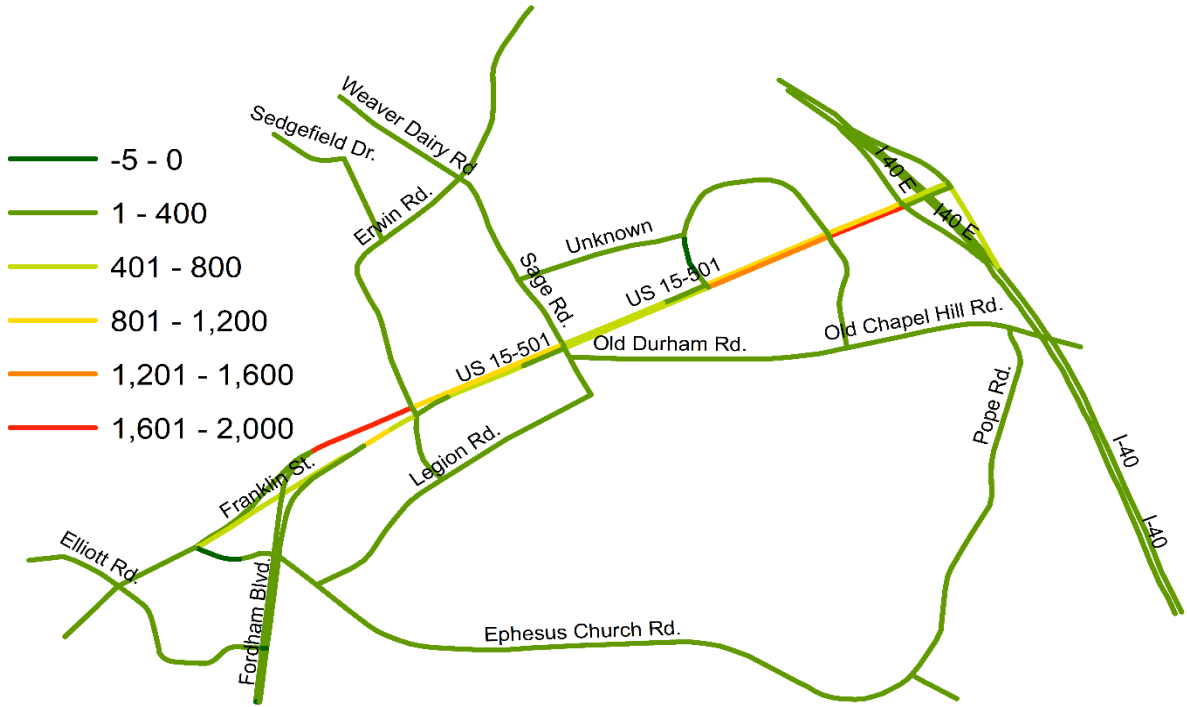 -5 - 0
1 - 400
401 - 800
801 - 1,200
1,201 - 1,600
1,601 - 2,000
Weaver Dairy Rd
Sedgefield Dr.
Erwin Rd.
Unknown
Sage Rd.
US 15-501
US 15-501
I 40 E
I40 E
Old Durham Rd.
Old Chapel Hill Rd.
Pope Rd.
Legion Rd.
Franklin St.
Elliott Rd.
Fordham Blvd.
Ephesus Church Rd.
I-40
I-40